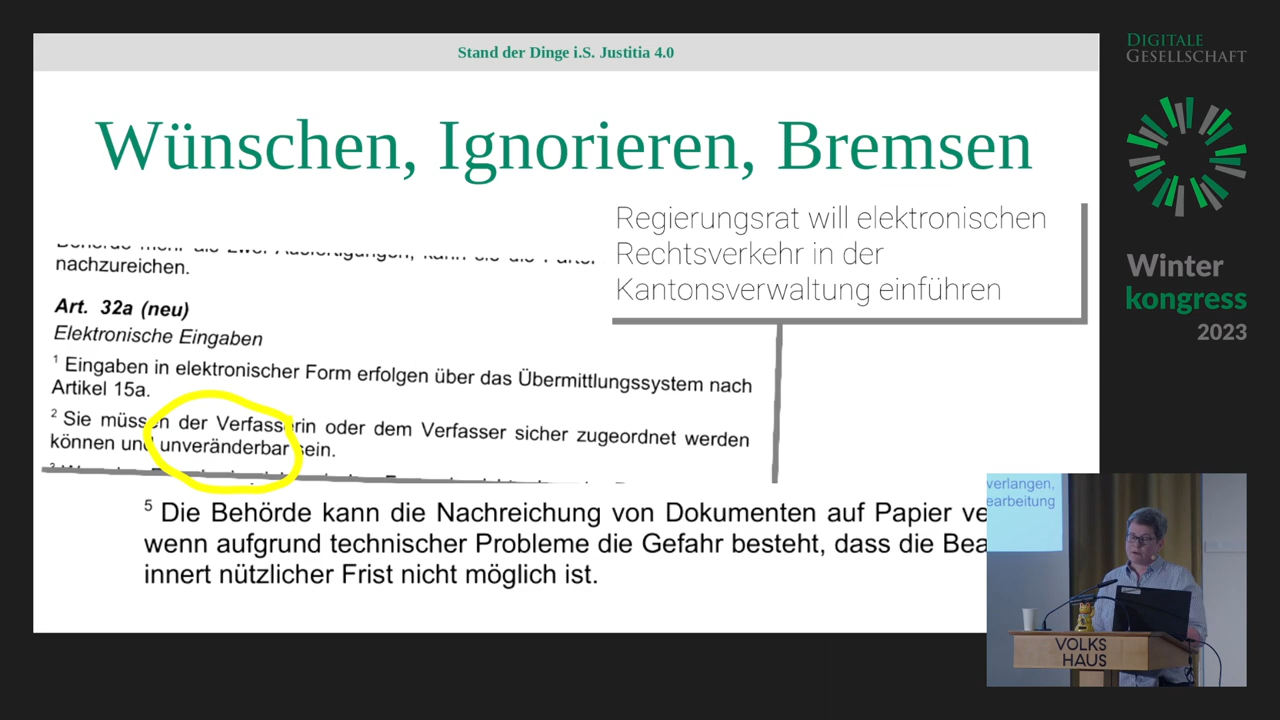 Stand der Dinge i.S. Justitia 4.0
DIGITALE
GESELLSCHAFT
Wünschen, Ignorieren, Bremsen
Regierungsrat will elektronischen
Rechtsverkehr in der
Kantonsverwaltung einführen
nachzureichen.
Art. 32a (neu)
Elektronische Eingaben
1 Eingaben in elektronischer Form erfolgen über das Übermittlungssystem nach
Artikel 15a.
2 Sie müssen der Verfasserin oder dem Verfasser sicher zugeordnet werden
können und unveränderbar sein.
5 Die Behörde kann die Nachreichung von Dokumenten auf Papier ve
wenn aufgrund technischer Probleme die Gefahr besteht, dass die Bea
innert nützlicher Frist nicht möglich ist.
Winter
kongress
2023
verlangen,
earbeitung
VOLKS
HAUS